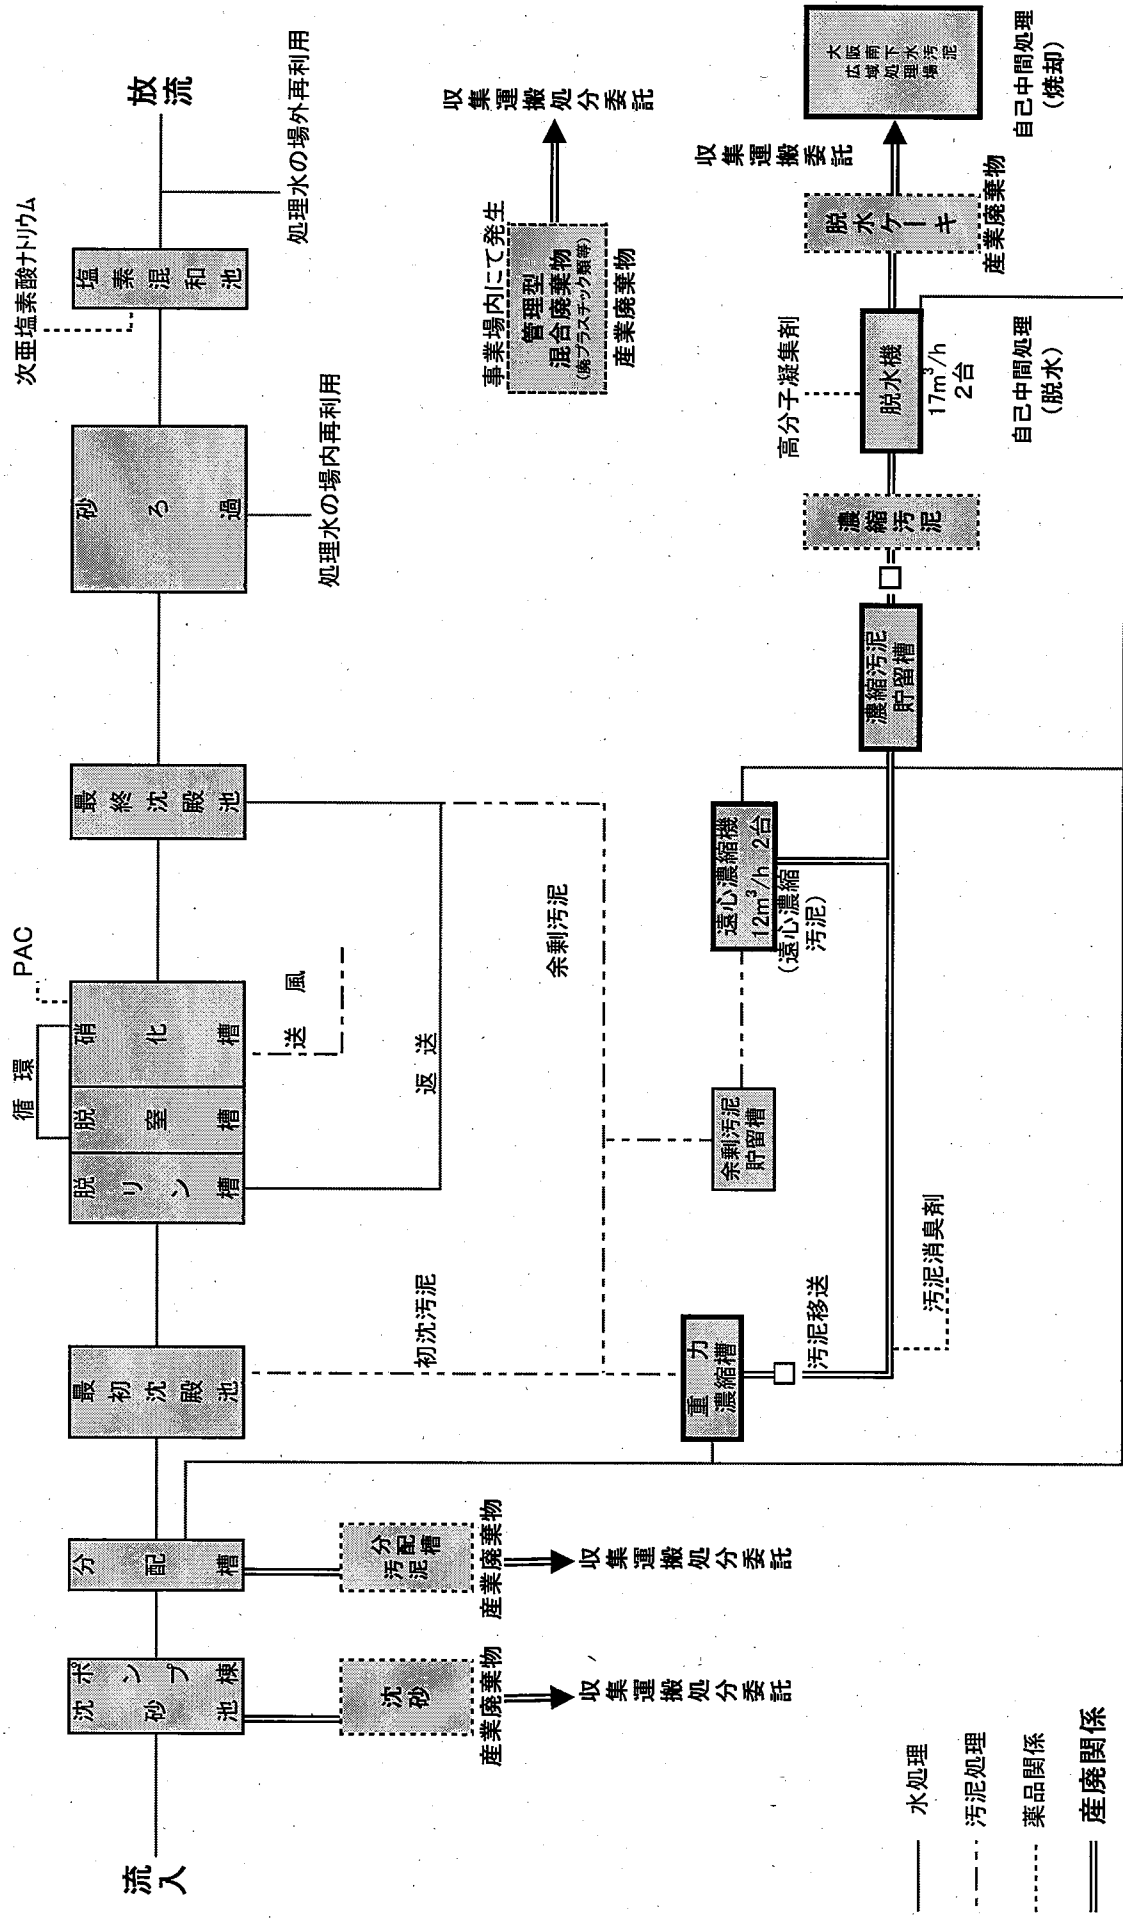 流入
沈砂池
ポンプ棟
分配槽
最初沈殿池
脱リン槽
脱窒槽
硝化槽
循環
PAC
最終沈殿池
砂ろ過
塩素混和池
次亜塩素酸ナトリウム
放流
処理水の場外再利用
処理水の場内再利用
送風
返送
余剰汚泥
初沈汚泥
沈砂
産業廃棄物
収集運搬処分委託
分配槽
汚泥
産業廃棄物
収集運搬処分委託
事業場内にて発生
管理型
混合廃棄物
(廃プラスチック類等)
産業廃棄物
収集運搬処分委託
重力
濃縮槽
汚泥移送
汚泥消臭剤
余剰汚泥
貯留槽
遠心濃縮機
12m³/h 2台
(遠心濃縮
汚泥)
濃縮汚泥
貯留槽
濃縮汚泥
高分子凝集剤
脱水機
17m³/h
2台
自己中間処理
(脱水)
脱水ケーキ
産業廃棄物
収集運搬委託
大阪南下水汚泥
広域処理場
自己中間処理
(焼却)
水処理
汚泥処理
薬品関係
産廃関係